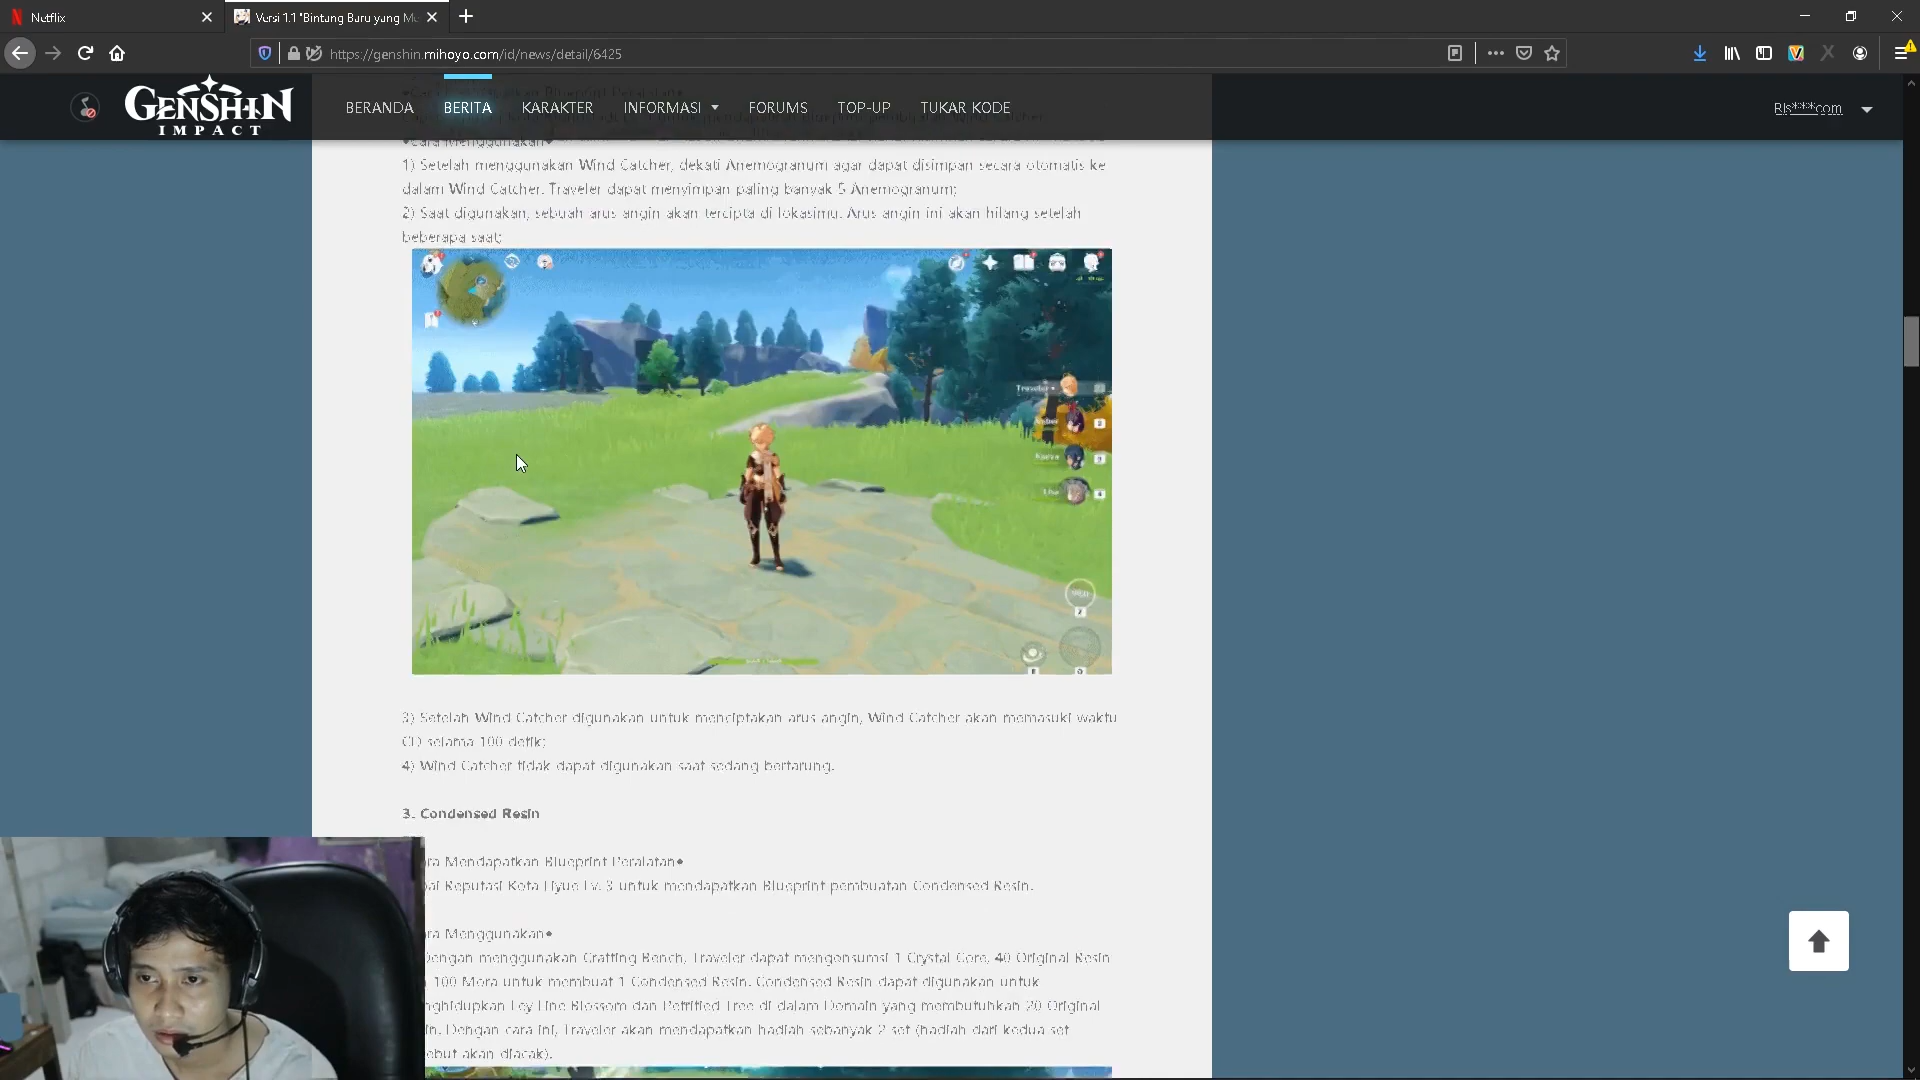 Netflix
Versi 1.1 "Bintang Baru yang Me
https://genshin.mihoyo.com/id/news/detail/6425
GENSHIN
IMPACT
BERANDA
BERITA
KARAKTER
INFORMASI
FORUMS
TOP-UP
TUKAR KODE
Ris****com
•Cara Menggunakan•
1) Setelah menggunakan Wind Catcher, dekati Anemogranum agar dapat disimpan secara otomatis ke
dalam Wind Catcher. Traveler dapat menyimpan paling banyak 5 Anemogranum;
2) Saat digunakan, sebuah arus angin akan tercipta di lokasimu. Arus angin ini akan hilang setelah
beberapa saat;
Traveler
Amber
3) Setelah Wind Catcher digunakan untuk menciptakan arus angin, Wind Catcher akan memasuki waktu
CD selama 100 detik;
4) Wind Catcher tidak dapat digunakan saat sedang bertarung.
3. Condensed Resin
ara Mendapatkan Blueprint Peralatan•
pai Reputasi Kota Liyue Lv. 3 untuk mendapatkan Blueprint pembuatan Condensed Resin.
ara Menggunakan•
Dengan menggunakan Crafting Bench, Traveler dapat mengonsumsi 1 Crystal Core, 40 Original Resin
100 Mora untuk membuat 1 Condensed Resin. Condensed Resin dapat digunakan untuk
nghidupkan Ley Line Blossom dan Petrified Tree di dalam Domain yang membutuhkan 20 Original
in. Dengan cara ini, Traveler akan mendapatkan hadiah sebanyak 2 set (hadiah dari kedua set
ebut akan diacak).